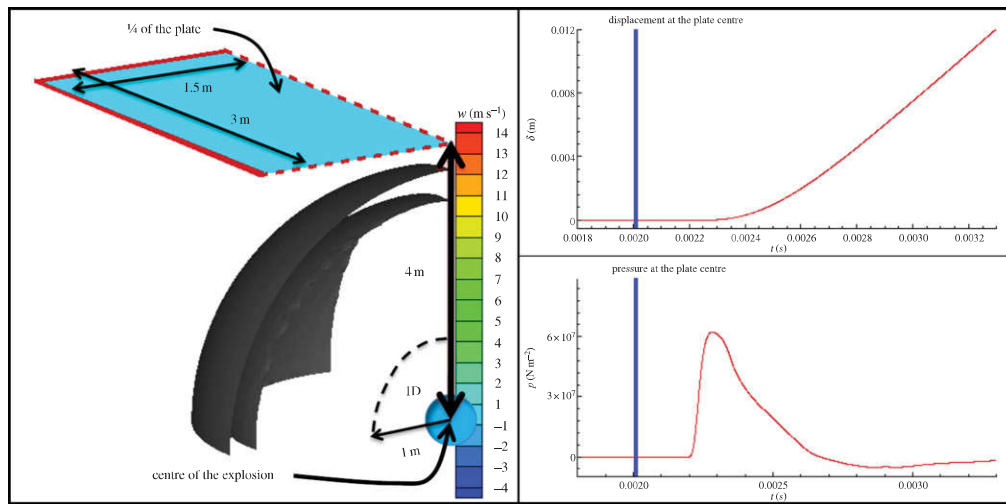 ¼ of the plate
1.5 m
3 m
w (m s⁻¹)
14
13
12
11
10
9
8
7
6
5
4
3
2
1
−1
−2
−3
−4
4 m
1D
1 m
centre of the explosion
displacement at the plate centre
0.012
0.008
0.004
0
δ (m)
0.0018 0.0020 0.0022 0.0024 0.0026 0.0028 0.0030 0.0032
t (s)
pressure at the plate centre
6×10⁷
3×10⁷
0
p (N m⁻²)
0.0020 0.0025 0.0030
t (s)